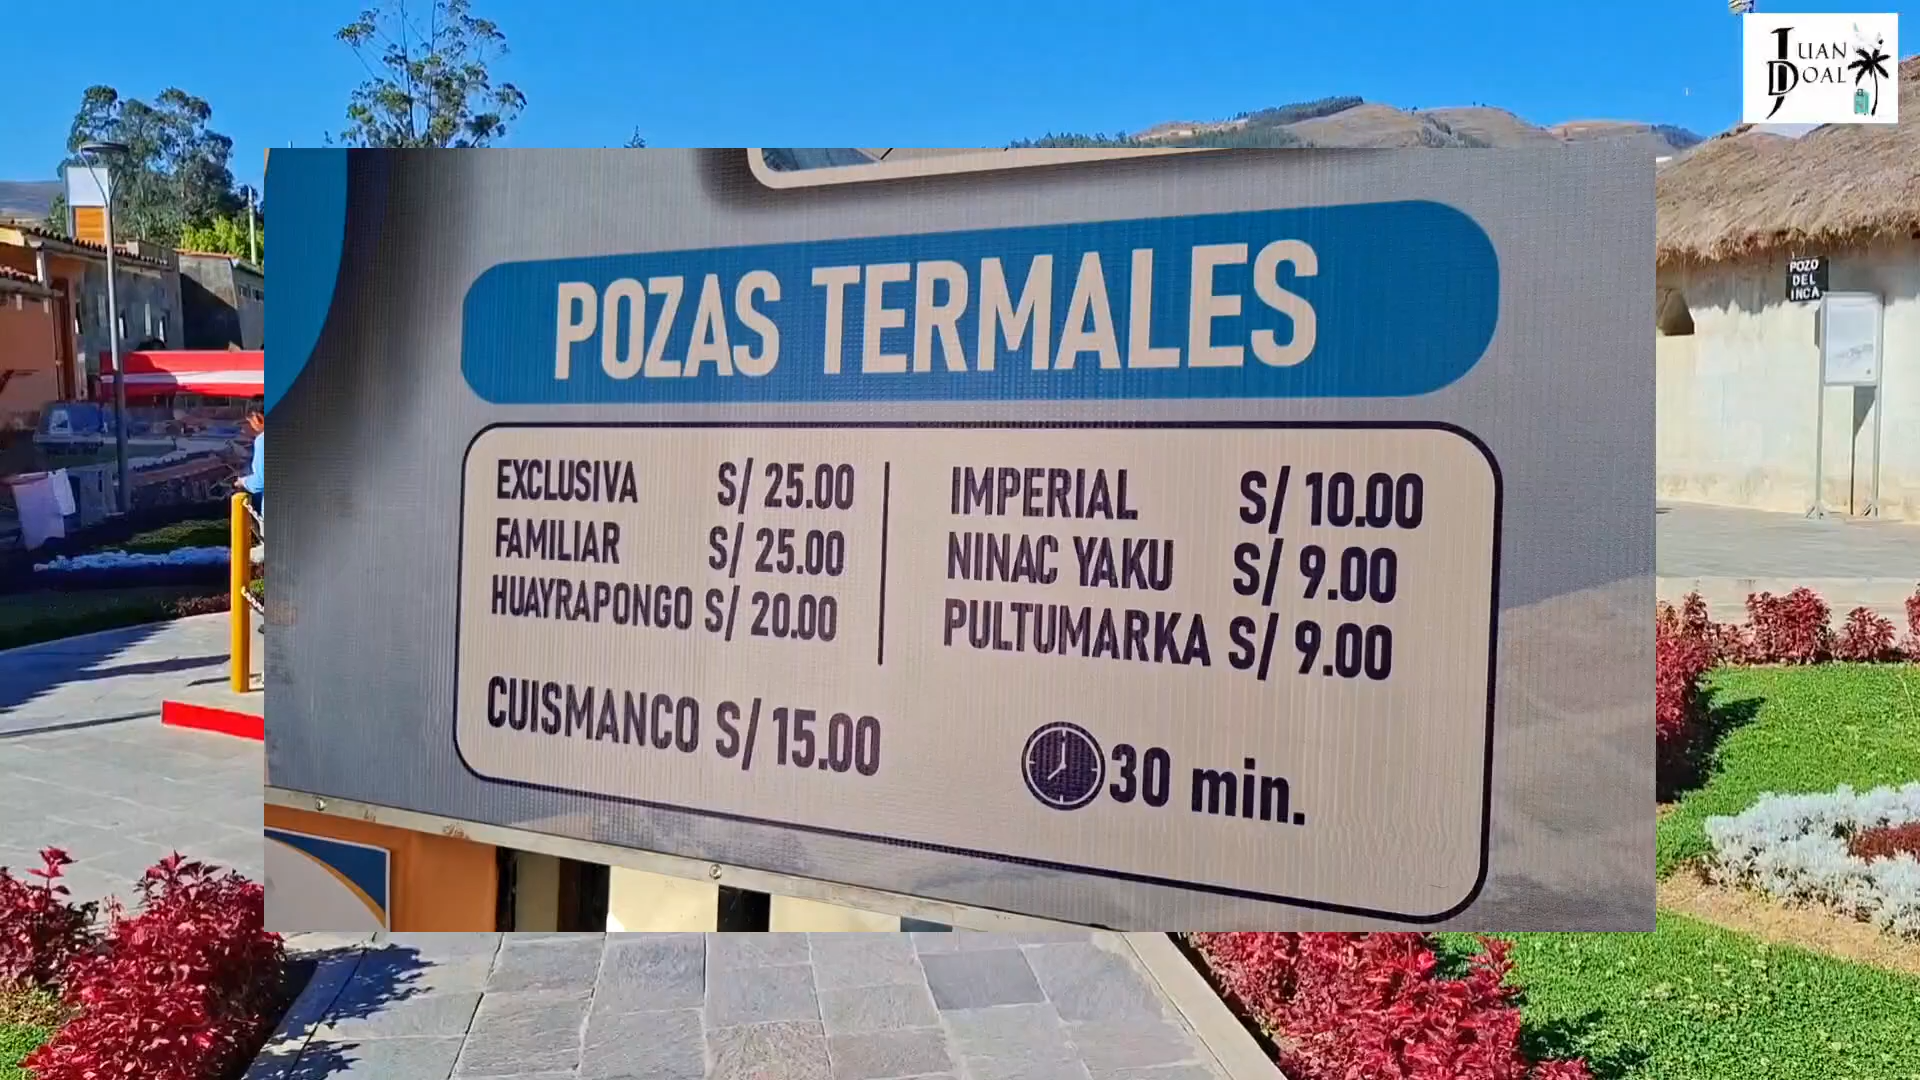 JUAN
DOAL
POZO
DEL
INCA
POZAS TERMALES
EXCLUSIVA S/ 25.00
FAMILIAR S/ 25.00
HUAYRAPONGO S/ 20.00
CUISMANCO S/ 15.00
IMPERIAL S/ 10.00
NINAC YAKU S/ 9.00
PULTUMARKA S/ 9.00
30 min.